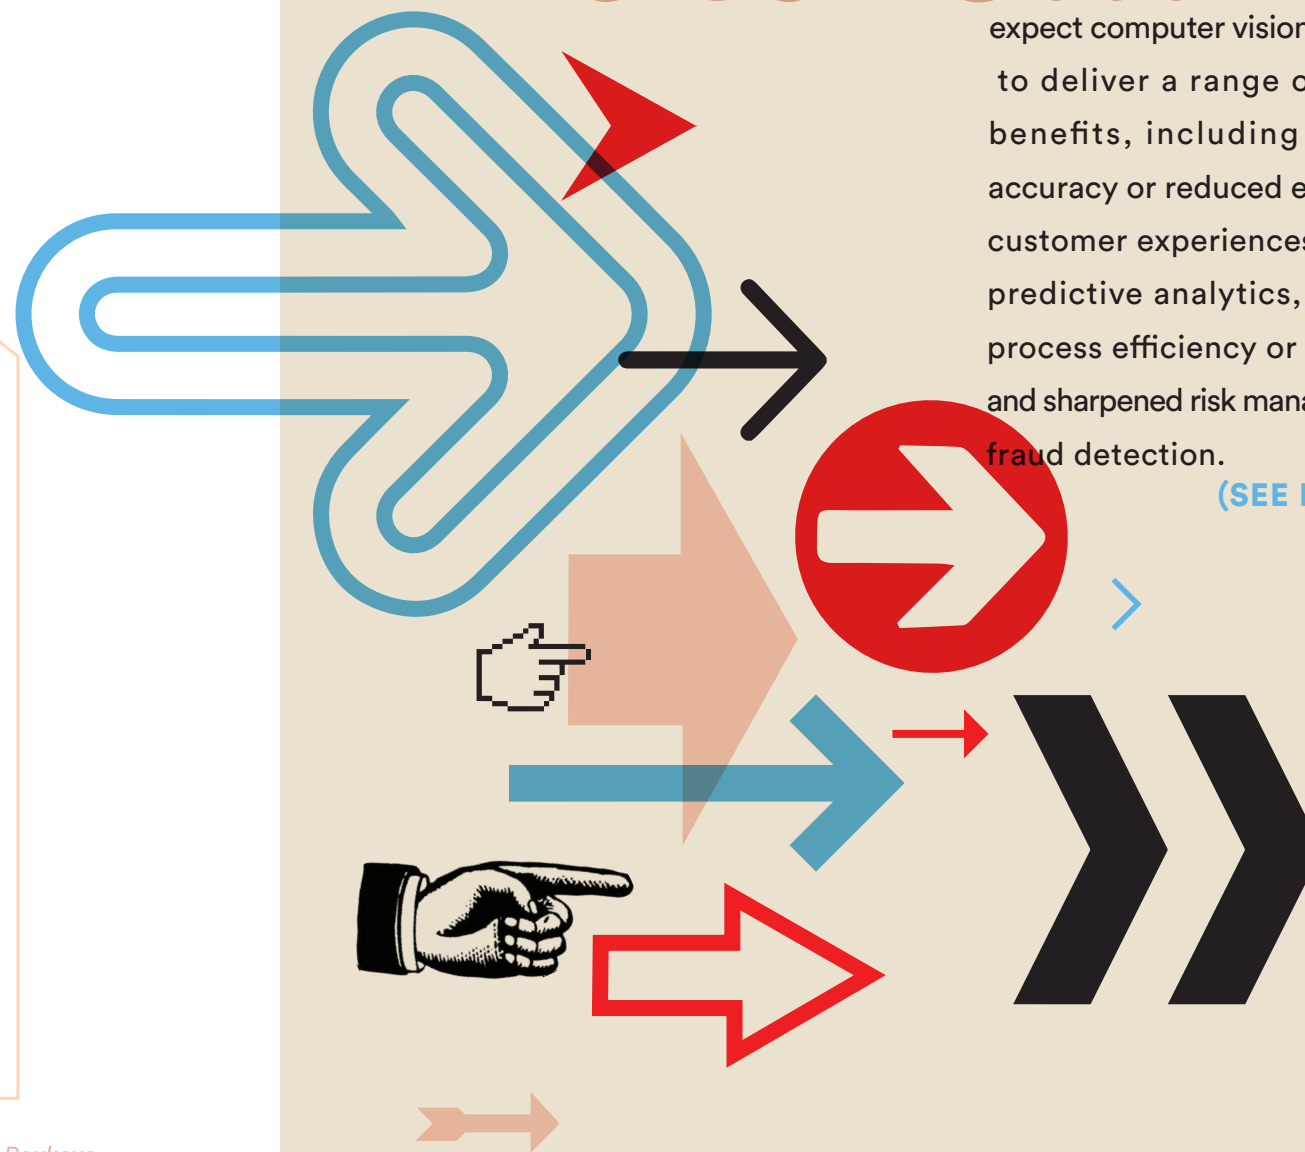 expect computer vision
to deliver a range
benefits, including
accuracy or reduced
customer experiences
predictive analytics,
process efficiency or
and sharpened risk
fraud detection.
(SEE